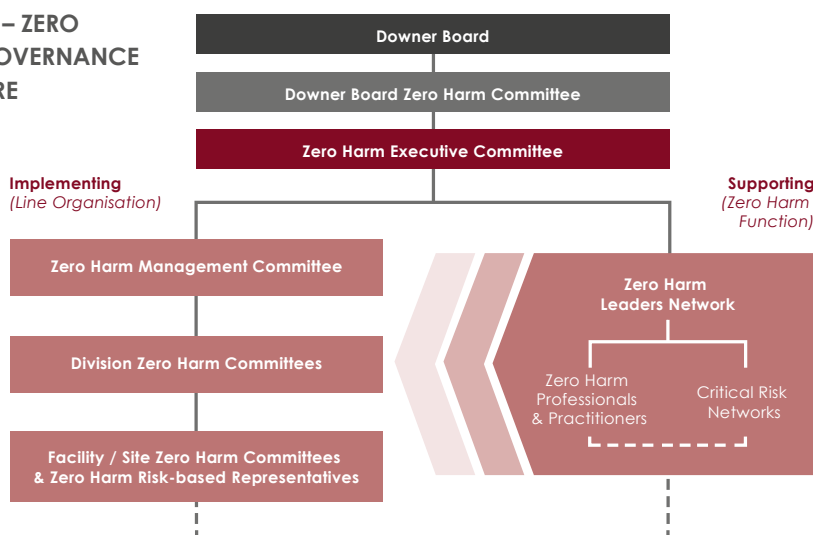 – ZERO
OVERNANCE
RE
Downer Board
Downer Board Zero Harm Committee
Zero Harm Executive Committee
Implementing
(Line Organisation)
Supporting
(Zero Harm
Function)
Zero Harm Management Committee
Division Zero Harm Committees
Facility / Site Zero Harm Committees
& Zero Harm Risk-based Representatives
Zero Harm
Leaders Network
Zero Harm
Professionals
& Practitioners
Critical Risk
Networks